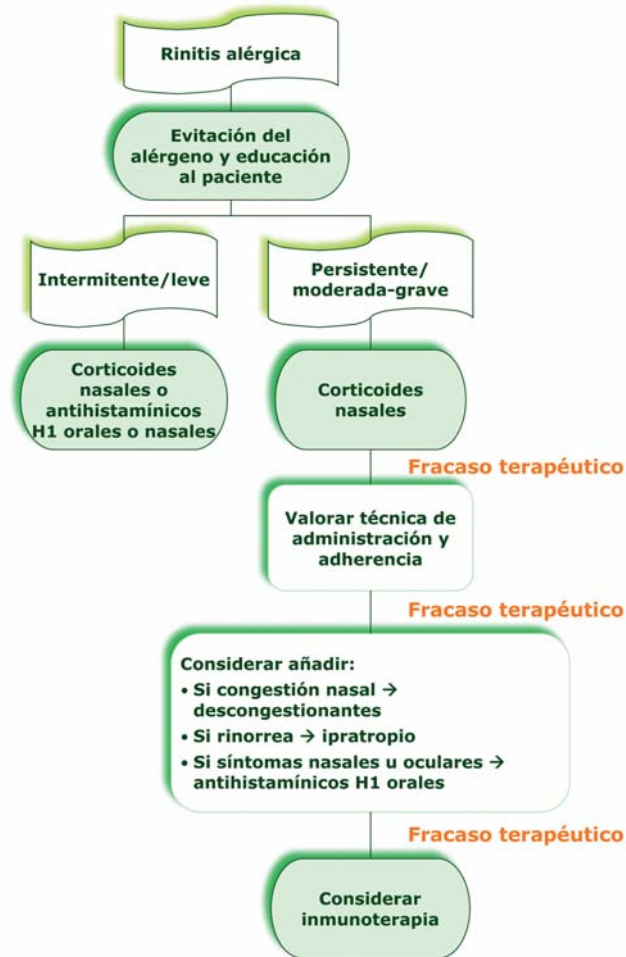 Rinitis alérgica
Evitación del
alérgeno y educación
al paciente
Intermitente/leve
Persistente/
moderada-grave
Corticoides
nasales o
antihistamínicos
H1 orales o nasales
Corticoides
nasales
Fracaso terapéutico
Valorar técnica de
administración y
adherencia
Fracaso terapéutico
Considerar añadir:
• Si congestión nasal →
descongestionantes
• Si rinorrea → ipratropio
• Si síntomas nasales u oculares →
antihistamínicos H1 orales
Fracaso terapéutico
Considerar
inmunoterapia